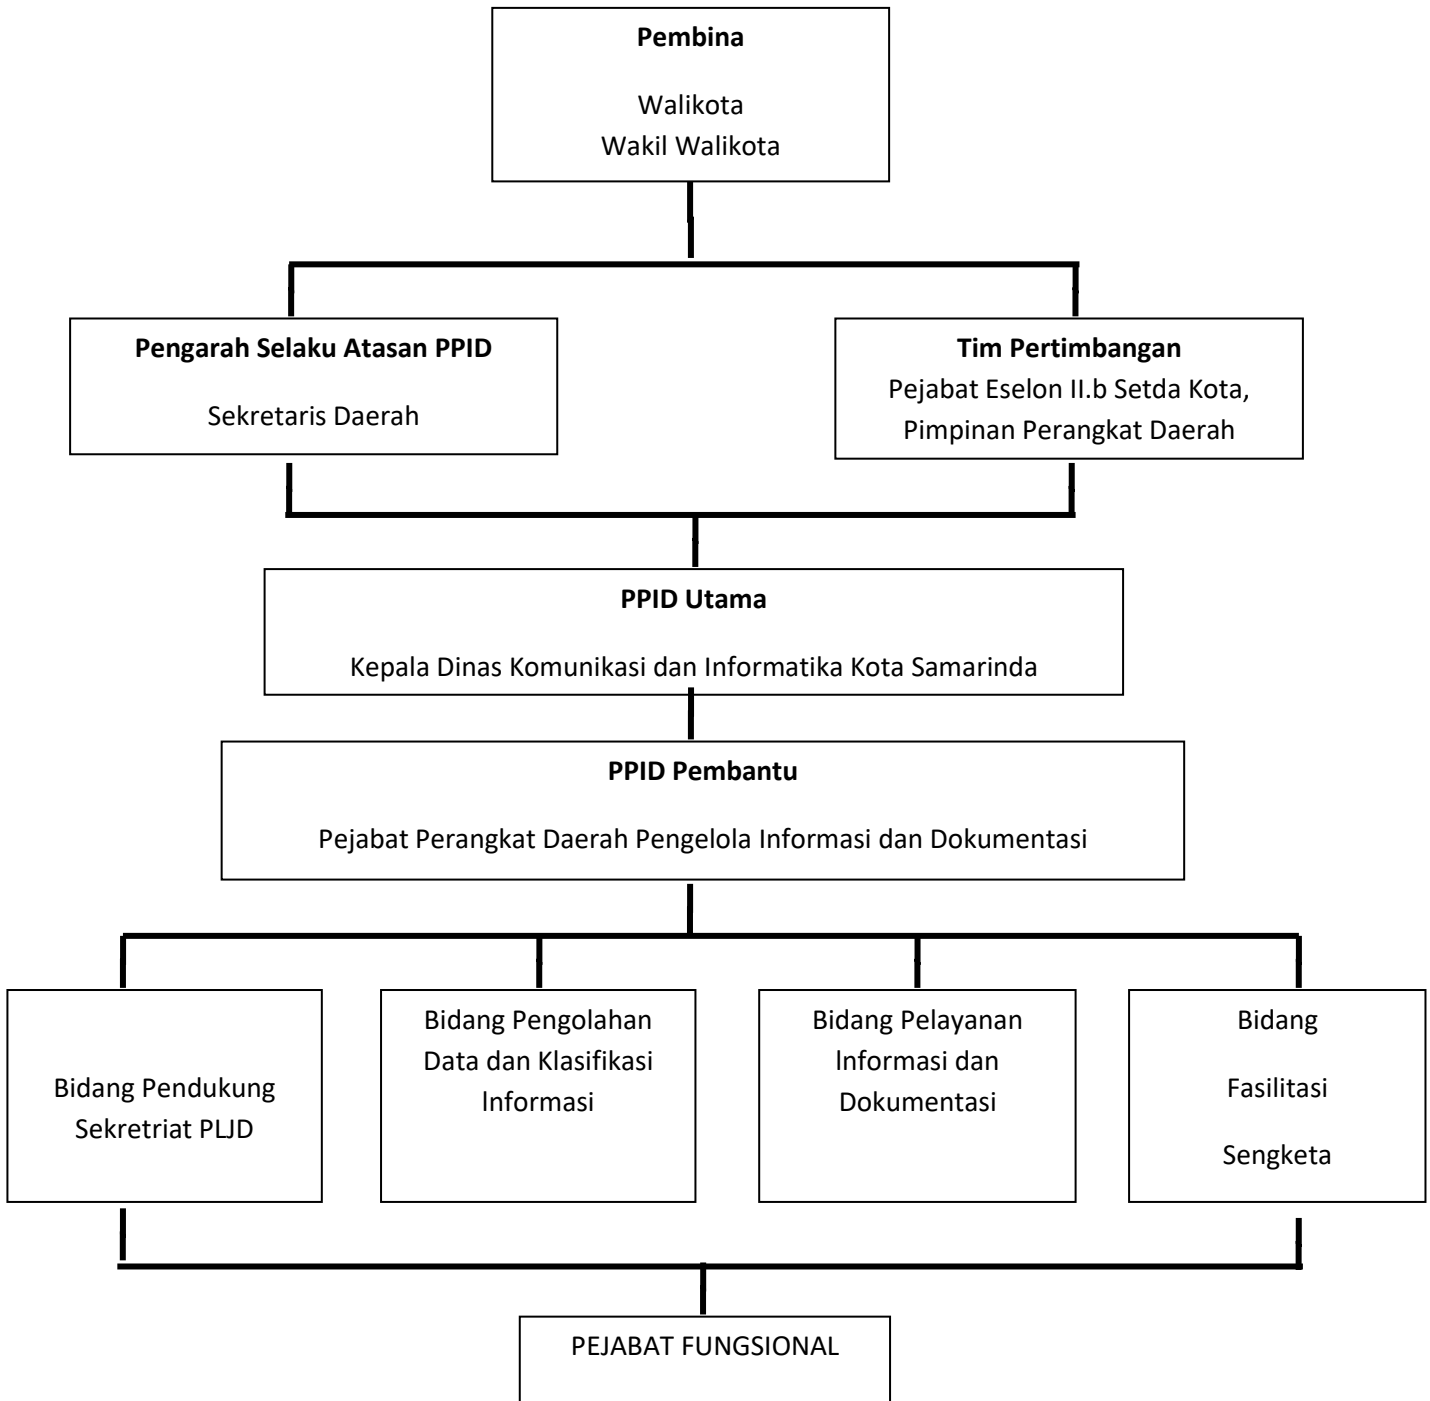 Pembina
Walikota
Wakil Walikota
Pengarah Selaku Atasan PPID
Sekretaris Daerah
Tim Pertimbangan
Pejabat Eselon II.b Setda Kota,
Pimpinan Perangkat Daerah
PPID Utama
Kepala Dinas Komunikasi dan Informatika Kota Samarinda
PPID Pembantu
Pejabat Perangkat Daerah Pengelola Informasi dan Dokumentasi
Bidang Pendukung
Sekretriat PLJD
Bidang Pengolahan
Data dan Klasifikasi
lnformasi
Bidang Pelayanan
lnformasi dan
Dokumentasi
Bidang
Fasilitasi
Sengketa
PEJABAT FUNGSIONAL